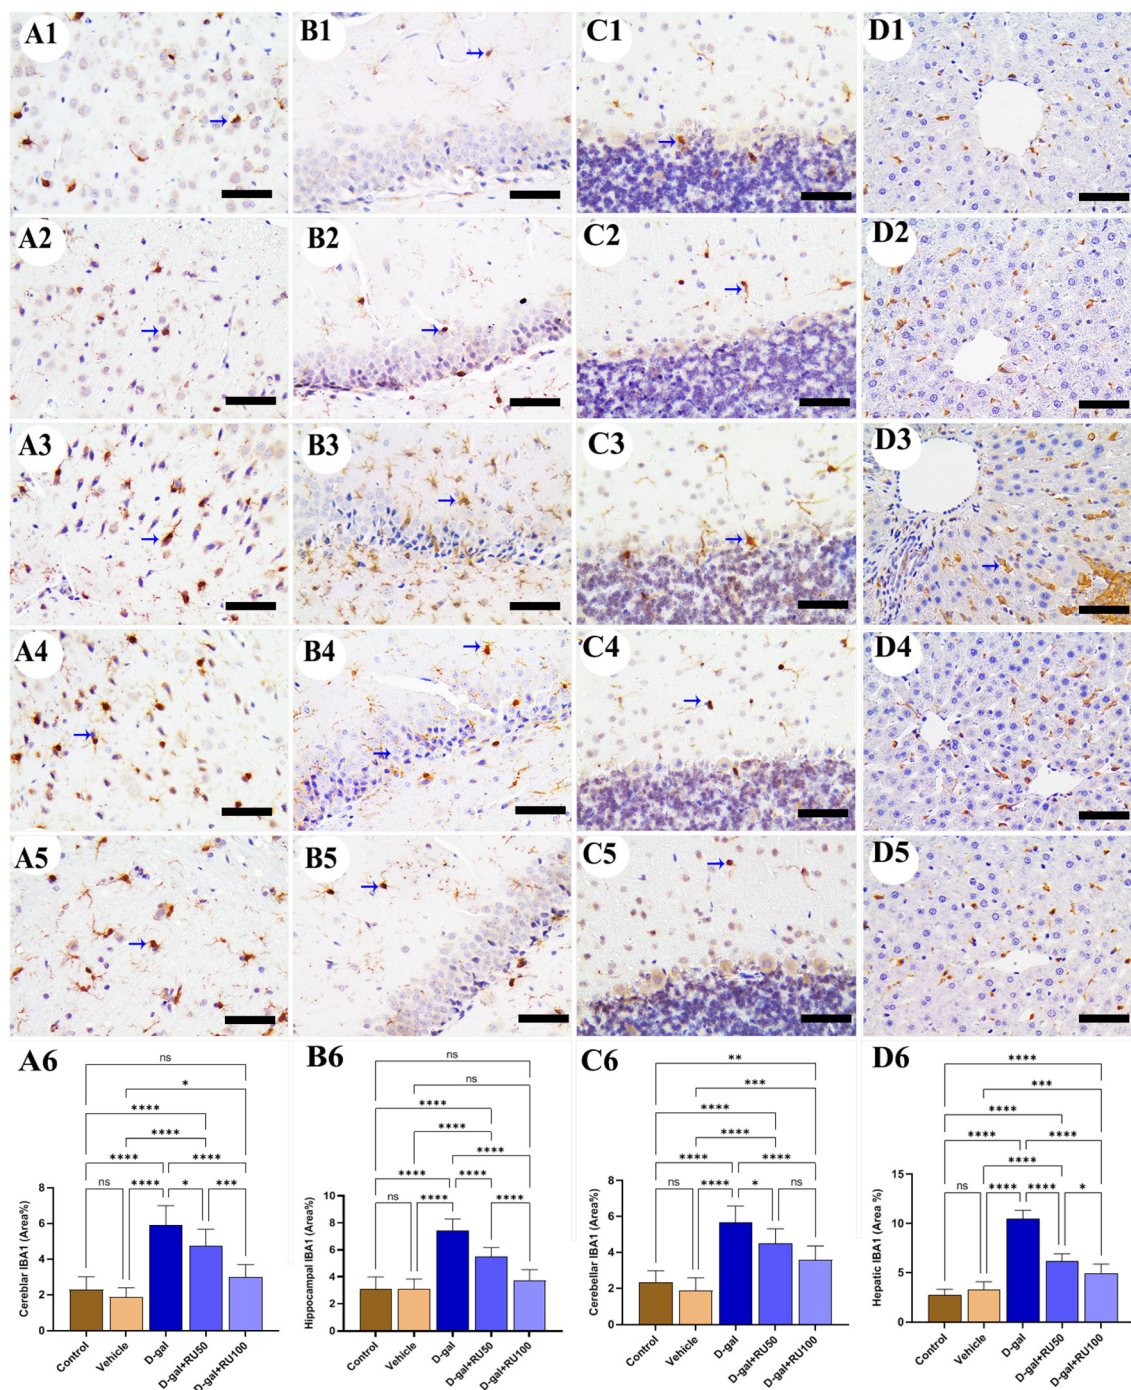 A1 B1 C1 D1
A2 B2 C2 D2
A3 B3 C3 D3
A4 B4 C4 D4
A5 B5 C5 D5
A6
ns
*
****
****
**** ****
ns **** * ***
Cereblar IBA1 (Area%)
8
6
4
2
0
Control Vehicle D-gal D-gal+RU50 D-gal+RU100
B6
ns
ns
****
****
****
**** ****
ns **** ****
Hippocampal IBA1 (Area%)
10
8
6
4
2
0
Control Vehicle D-gal D-gal+RU50 D-gal+RU100
C6
**
***
****
****
**** ****
ns **** * ns
Cerebellar IBA1 (Area%)
8
6
4
2
0
Control Vehicle D-gal D-gal+RU50 D-gal+RU100
D6
****
***
****
**** ****
****
ns **** **** *
Hepatic IBA1 (Area %)
15
10
5
0
Control Vehicle D-gal D-gal+RU50 D-gal+RU100